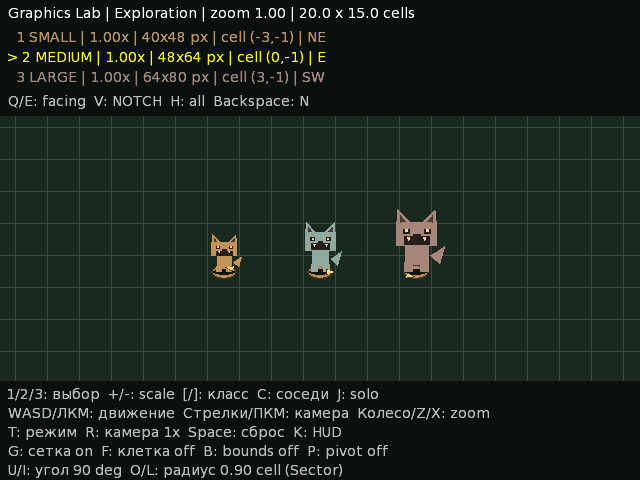 Graphics Lab | Exploration | zoom 1.00 | 20.0 x 15.0 cells
1 SMALL | 1.00x | 40x48 px | cell (-3,-1) | NE
> 2 MEDIUM | 1.00x | 48x64 px | cell (0,-1) | E
3 LARGE | 1.00x | 64x80 px | cell (3,-1) | SW
Q/E: facing V: NOTCH H: all Backspace: N
1/2/3: выбор +/-: scale [/]: класс C: соседи J: solo
WASD/ЛКМ: движение Стрелки/ПКМ: камера Колесо/Z/X: zoom
T: режим R: камера 1x Space: сброс K: HUD
G: сетка on F: клетка off B: bounds off P: pivot off
U/I: угол 90 deg O/L: радиус 0.90 cell (Sector)